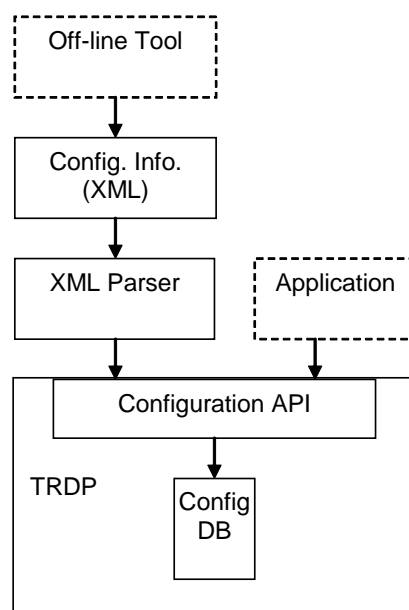 Off-line Tool
Config. Info.
(XML)
XML Parser
Application
Configuration API
TRDP
Config
DB